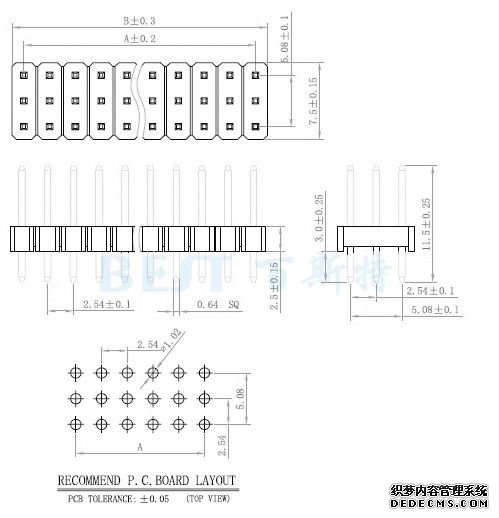 B±0.3
A±0.2
5.08±0.1
7.5±0.15
BEST 百斯特
2.54±0.1
0.64 SQ
2.5±0.15
3.0±0.25
11.5±0.25
2.54±0.1
5.08±0.1
2.54
ø1.02
5.08
2.54
A
RECOMMEND P.C.BOARD LAYOUT
PCB TOLERANCE: ±0.05 (TOP VIEW)
织梦内容管理系统
DEDECMS.COM